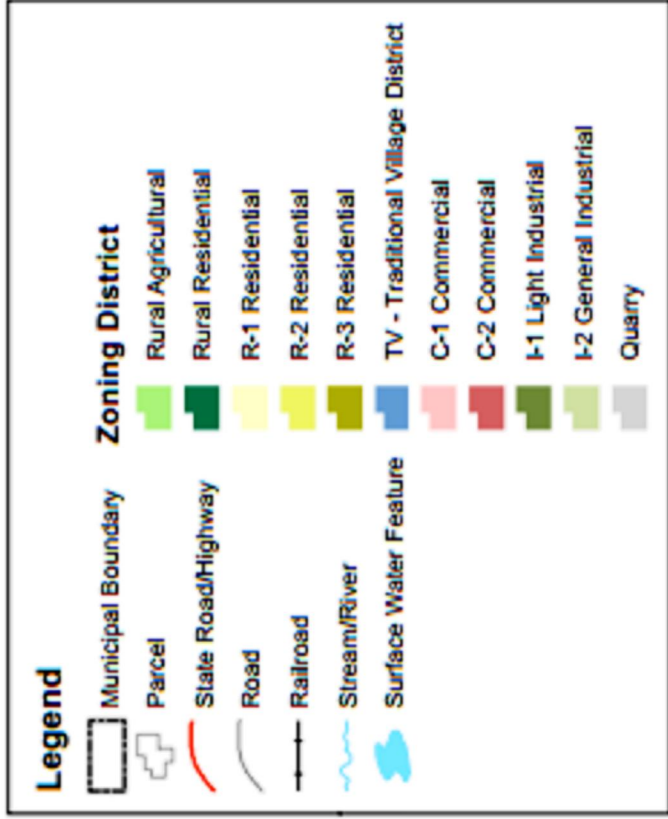 Legend
Municipal Boundary
Parcel
State Road/Highway
Road
Railroad
Stream/River
Surface Water Feature
Zoning District
Rural Agricultural
Rural Residential
R-1 Residential
R-2 Residential
R-3 Residential
TV - Traditional Village District
C-1 Commercial
C-2 Commercial
I-1 Light Industrial
I-2 General Industrial
Quarry